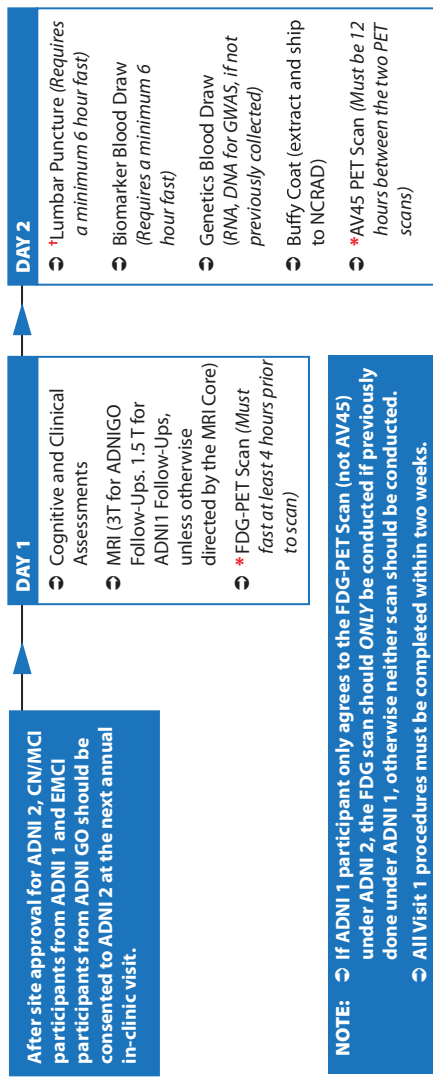 After site approval for ADNI 2, CN/MCI
participants from ADNI 1 and EMCI
participants from ADNI GO should be
consented to ADNI 2 at the next annual
in-clinic visit.
DAY 1
➲ Cognitive and Clinical
Assessments
➲ MRI (3T for ADNIGO
Follow-Ups. 1.5 T for
ADNI1 Follow-Ups,
unless otherwise
directed by the MRI Core)
➲ *FDG-PET Scan (Must
fast at least 4 hours prior
to scan)
DAY 2
➲ †Lumbar Puncture (Requires
a minimum 6 hour fast)
➲ Biomarker Blood Draw
(Requires a minimum 6
hour fast)
➲ Genetics Blood Draw
(RNA, DNA for GWAS, if not
previously collected)
➲ Buffy Coat (extract and ship
to NCRAD)
➲ *AV45 PET Scan (Must be 12
hours between the two PET
scans)
NOTE: ➲ If ADNI 1 participant only agrees to the FDG-PET Scan (not AV45)
under ADNI 2, the FDG scan should ONLY be conducted if previously
done under ADNI 1, otherwise neither scan should be conducted.
➲ All Visit 1 procedures must be completed within two weeks.